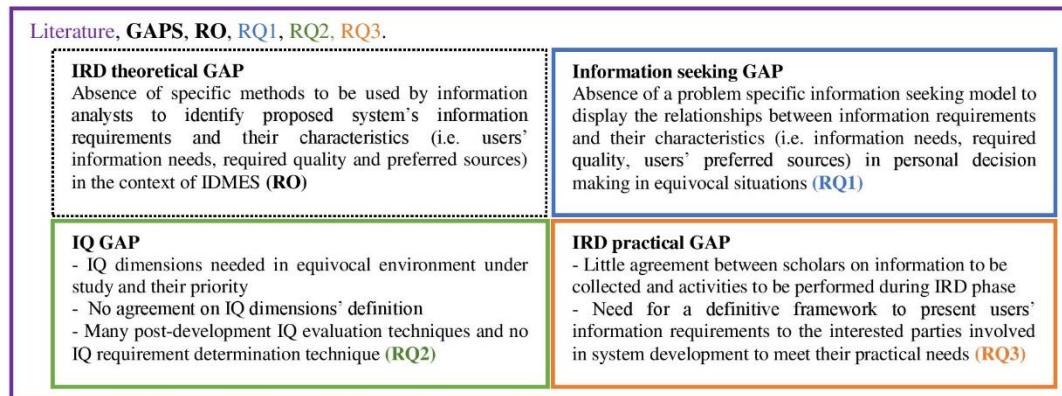 Literature, GAPS, RO, RQ1, RQ2, RQ3.
IRD theoretical GAP
Absence of specific methods to be used by information
analysts to identify proposed system's information
requirements and their characteristics (i.e. users'
information needs, required quality and preferred sources)
in the context of IDMES (RO)
Information seeking GAP
Absence of a problem specific information seeking model to
display the relationships between information requirements
and their characteristics (i.e. information needs, required
quality, users' preferred sources) in personal decision
making in equivocal situations (RQ1)
IQ GAP
- IQ dimensions needed in equivocal environment under
study and their priority
- No agreement on IQ dimensions' definition
- Many post-development IQ evaluation techniques and no
IQ requirement determination technique (RQ2)
IRD practical GAP
- Little agreement between scholars on information to be
collected and activities to be performed during IRD phase
- Need for a definitive framework to present users'
information requirements to the interested parties involved
in system development to meet their practical needs (RQ3)